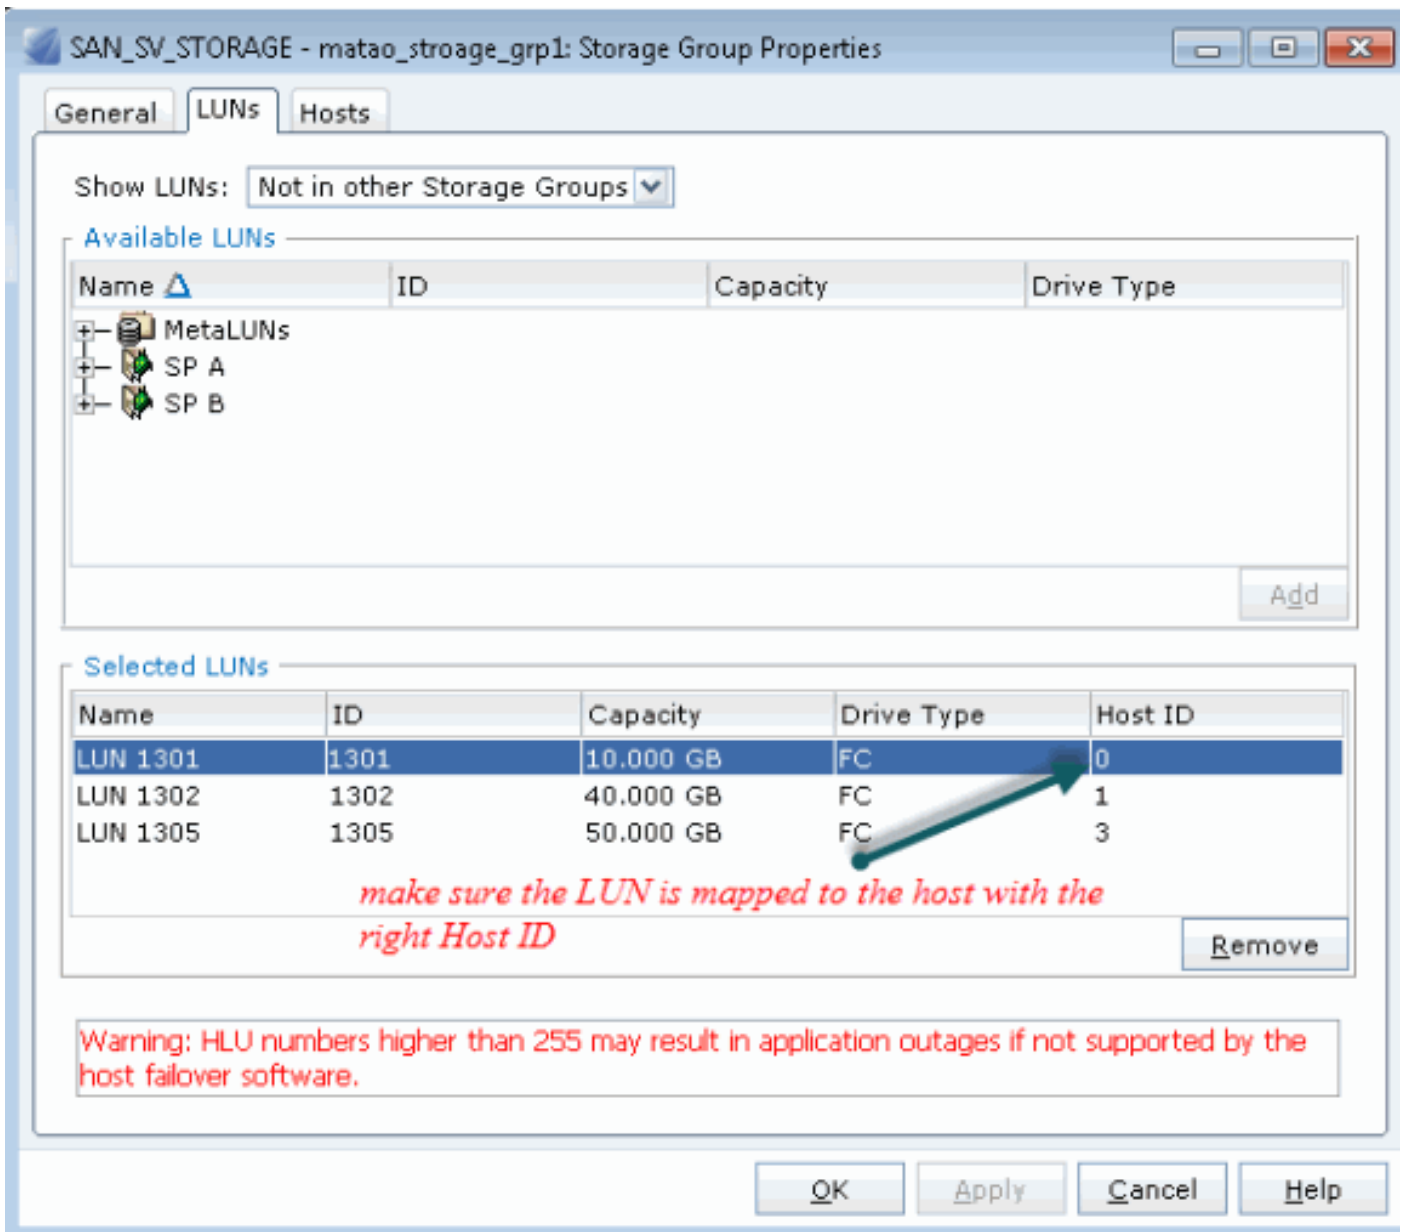 SAN_SV_STORAGE - matao_stroage_grp1: Storage Group Properties
General LUNs Hosts
Show LUNs: Not in other Storage Groups
Available LUNs
Name ID Capacity Drive Type
MetaLUNs
SP A
SP B
Add
Selected LUNs
Name ID Capacity Drive Type Host ID
LUN 1301 1301 10.000 GB FC 0
LUN 1302 1302 40.000 GB FC 1
LUN 1305 1305 50.000 GB FC 3
make sure the LUN is mapped to the host with the
right Host ID
Remove
Warning: HLU numbers higher than 255 may result in application outages if not supported by the
host failover software.
OK Apply Cancel Help